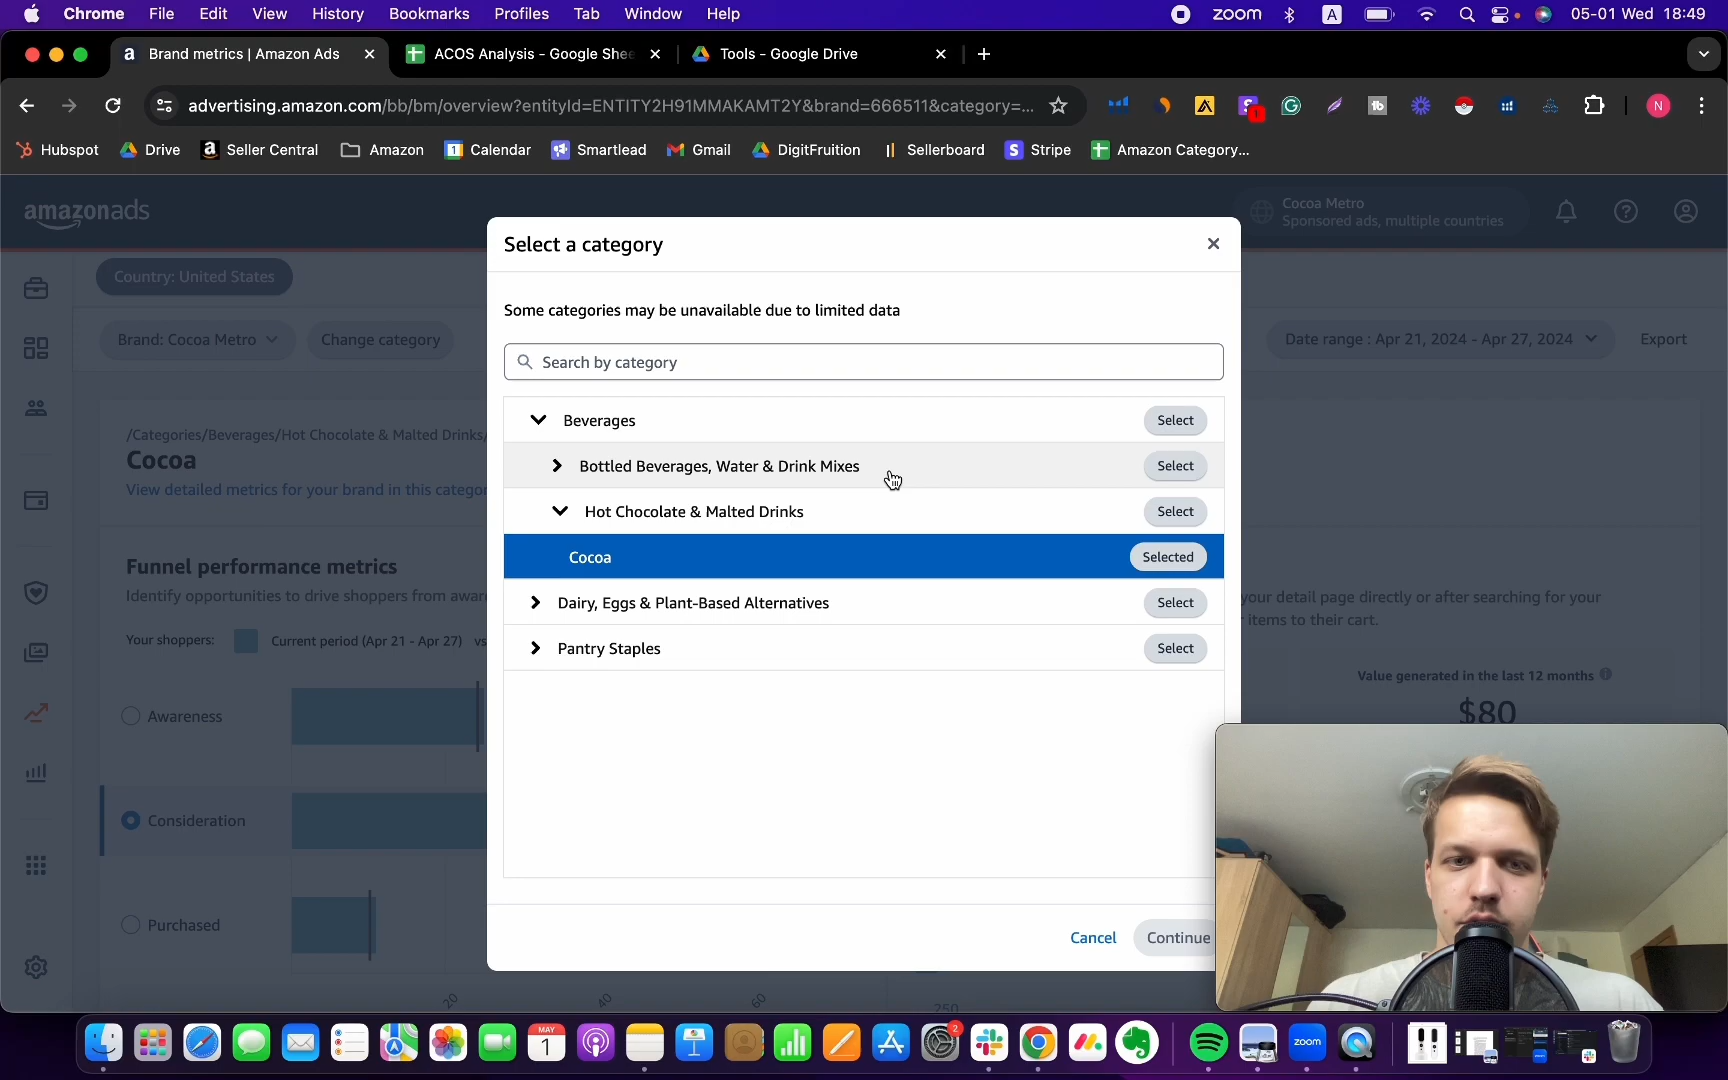 Chrome File Edit View History Bookmarks Profiles Tab Window Help zoom A 05-01 Wed 18:49
a Brand metrics | Amazon Ads ACOS Analysis - Google Shee Tools - Google Drive
advertising.amazon.com/bb/bm/overview?entityId=ENTITY2H91MMAKAMT2Y&brand=666511&category=... N
Hubspot Drive Seller Central Amazon Calendar Smartlead Gmail DigitFruition Sellerboard Stripe Amazon Category...
amazonads
Cocoa Metro
Sponsored ads, multiple countries
Select a category
Country: United States
Some categories may be unavailable due to limited data
Brand: Cocoa Metro Change category
Date range : Apr 21, 2024 - Apr 27, 2024 Export
Search by category
Beverages Select
Bottled Beverages, Water & Drink Mixes Select
Hot Chocolate & Malted Drinks Select
Cocoa Selected
Dairy, Eggs & Plant-Based Alternatives Select
Pantry Staples Select
/Categories/Beverages/Hot Chocolate & Malted Drinks/
Cocoa
View detailed metrics for your brand in this categor
Funnel performance metrics
Identify opportunities to drive shoppers from awar
your detail page directly or after searching for your
items to their cart.
Your shoppers: Current period (Apr 21 - Apr 27) vs
Value generated in the last 12 months
$80
Awareness
Consideration
Purchased
Cancel Continue
20 40 60 250
MAY
1
2
zoom